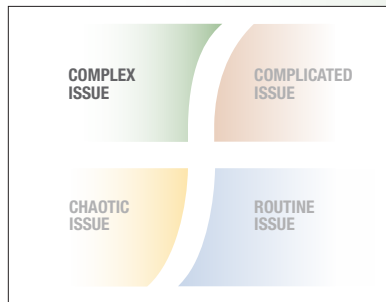 COMPLEX
ISSUE
COMPLICATED
ISSUE
CHAOTIC
ISSUE
ROUTINE
ISSUE